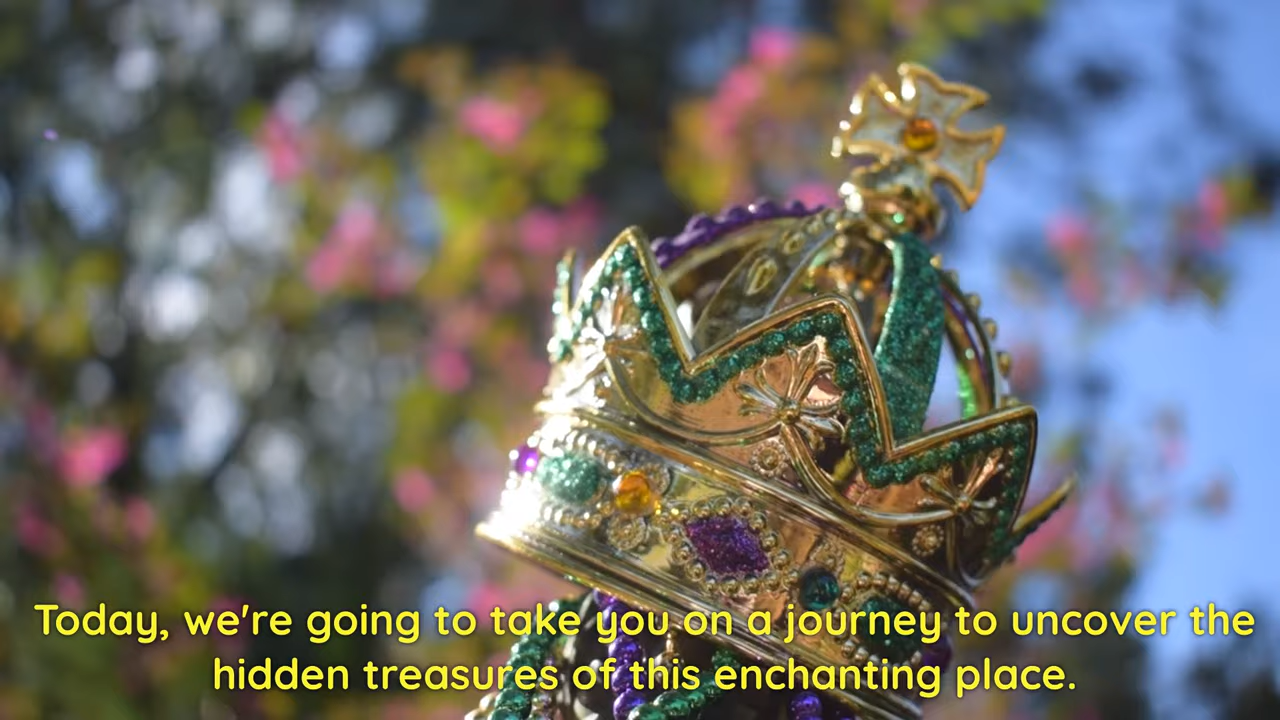 Today, we're going to take you on a journey to uncover the
hidden treasures of this enchanting place.